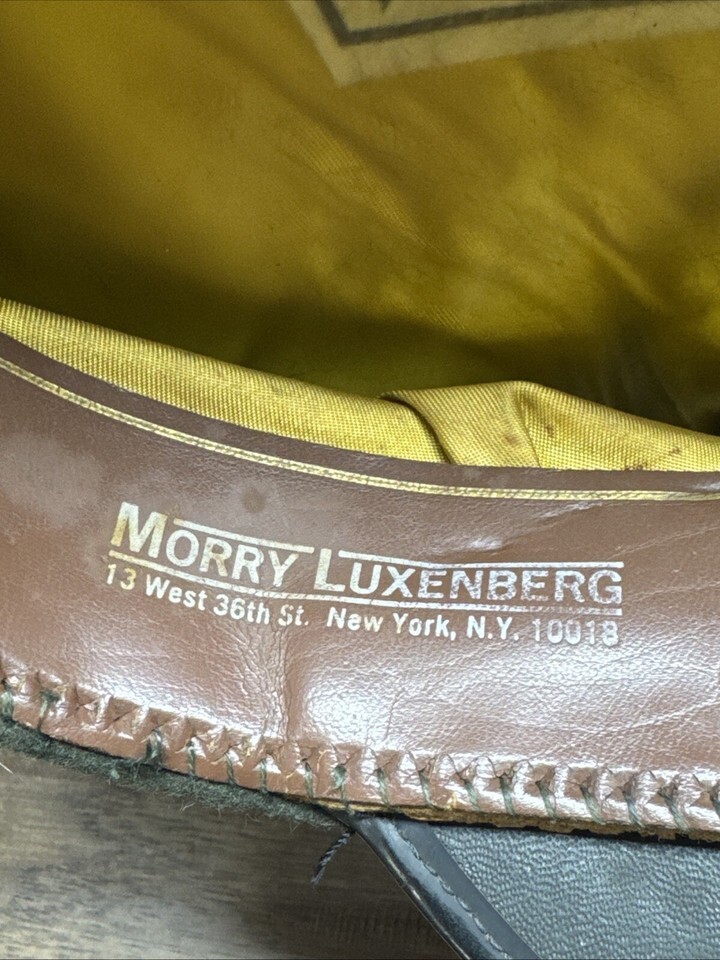 MORRY LUXENBERG
13 West 36th St. New York, N.Y. 10018